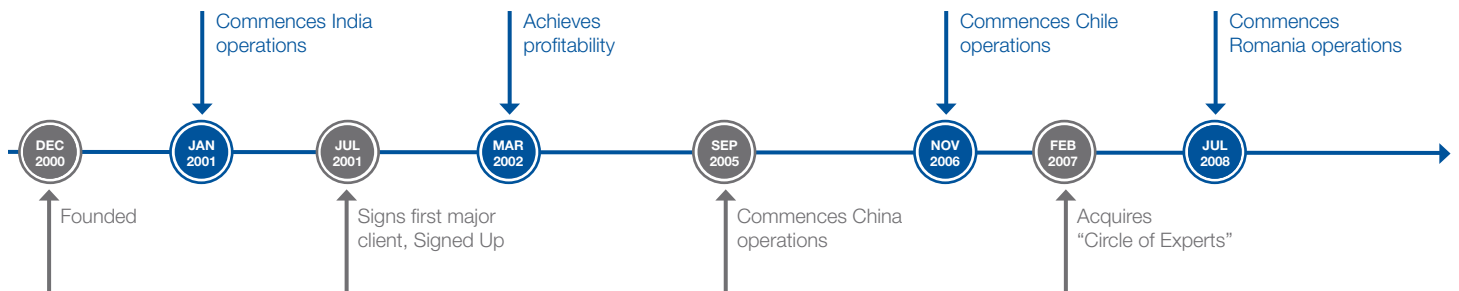 Commences India
operations
Achieves
profitability
Commences Chile
operations
Commences
Romania operations
DEC
2000
JAN
2001
JUL
2001
MAR
2002
SEP
2005
NOV
2006
FEB
2007
JUL
2008
Founded
Signs first major
client, Signed Up
Commences China
operations
Acquires
“Circle of Experts”